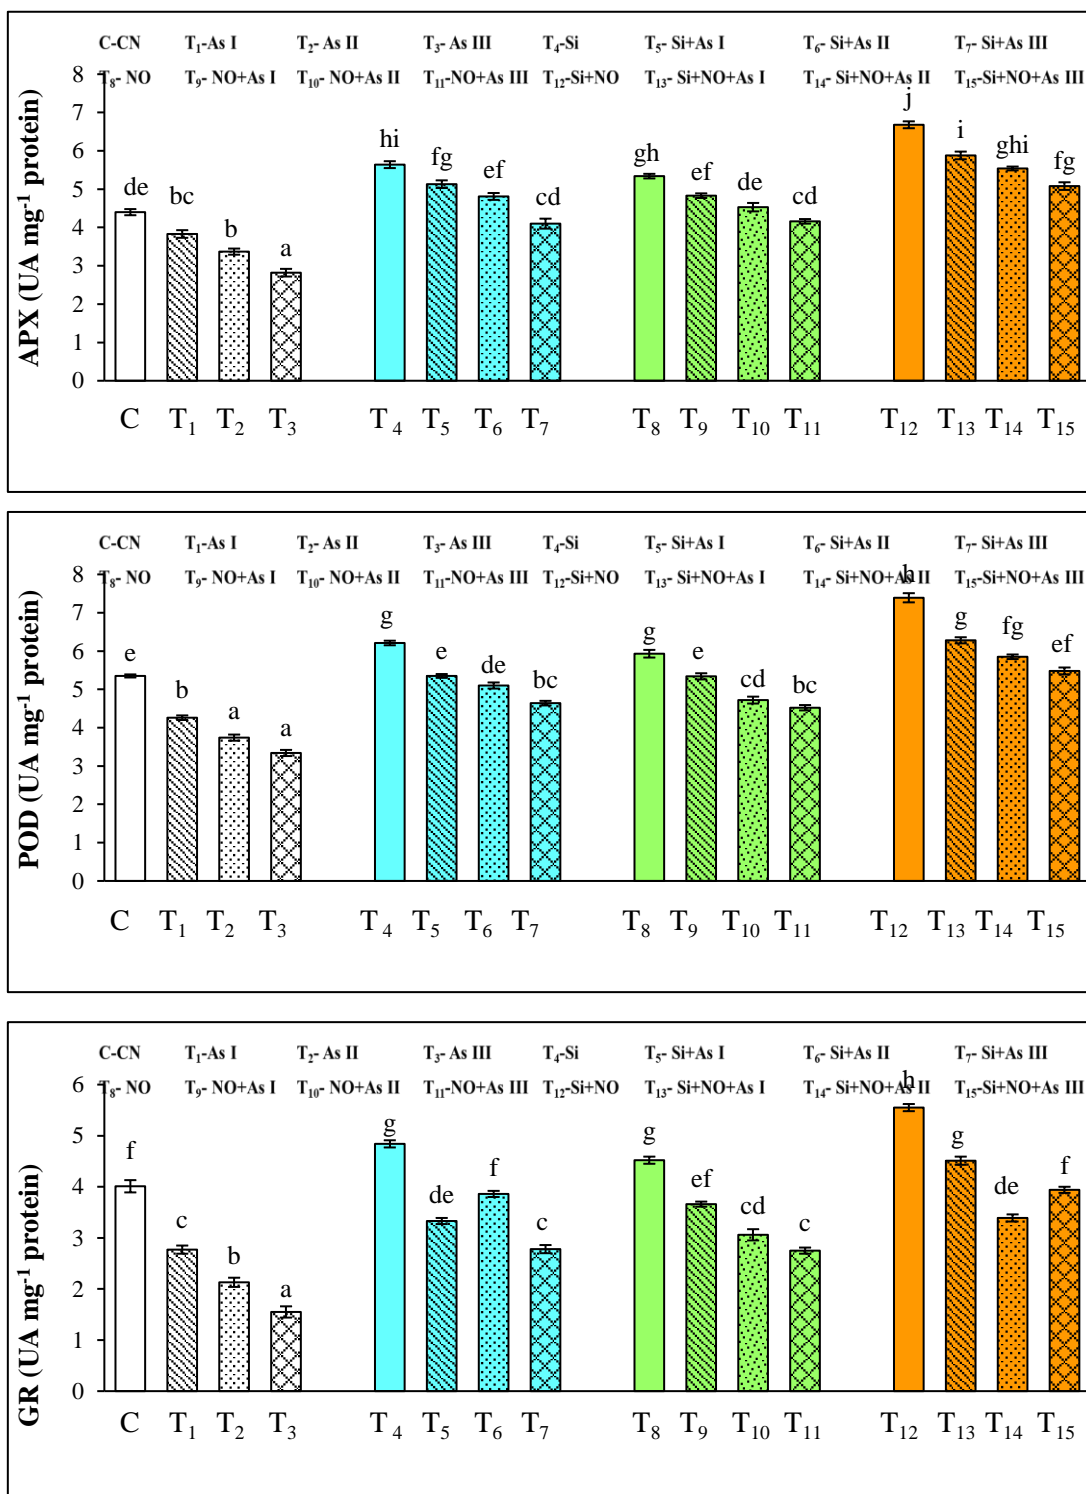 C-CN T₁-As I T₂- As II T₃- As III T₄-Si T₅- Si+As I T₆- Si+As II T₇- Si+As III
T₈- NO T₉- NO+As I T₁₀- NO+As II T₁₁-NO+As III T₁₂-Si+NO T₁₃- Si+NO+As I T₁₄- Si+NO+As II T₁₅-Si+NO+As III
APX (UA mg⁻¹ protein)
8
7
6
5
4
3
2
1
0
de bc b a hi fg ef cd gh ef de cd j i ghi fg
C T₁ T₂ T₃ T₄ T₅ T₆ T₇ T₈ T₉ T₁₀ T₁₁ T₁₂ T₁₃ T₁₄ T₁₅
C-CN T₁-As I T₂- As II T₃- As III T₄-Si T₅- Si+As I T₆- Si+As II T₇- Si+As III
T₈- NO T₉- NO+As I T₁₀- NO+As II T₁₁-NO+As III T₁₂-Si+NO T₁₃- Si+NO+As I T₁₄- Si+NO+As II T₁₅-Si+NO+As III
POD (UA mg⁻¹ protein)
8
7
6
5
4
3
2
1
0
e b a a g e de bc g e cd bc h g fg ef
C T₁ T₂ T₃ T₄ T₅ T₆ T₇ T₈ T₉ T₁₀ T₁₁ T₁₂ T₁₃ T₁₄ T₁₅
C-CN T₁-As I T₂- As II T₃- As III T₄-Si T₅- Si+As I T₆- Si+As II T₇- Si+As III
T₈- NO T₉- NO+As I T₁₀- NO+As II T₁₁-NO+As III T₁₂-Si+NO T₁₃- Si+NO+As I T₁₄- Si+NO+As II T₁₅-Si+NO+As III
GR (UA mg⁻¹ protein)
6
5
4
3
2
1
0
f c b a g de f c g ef cd c h g de f
C T₁ T₂ T₃ T₄ T₅ T₆ T₇ T₈ T₉ T₁₀ T₁₁ T₁₂ T₁₃ T₁₄ T₁₅